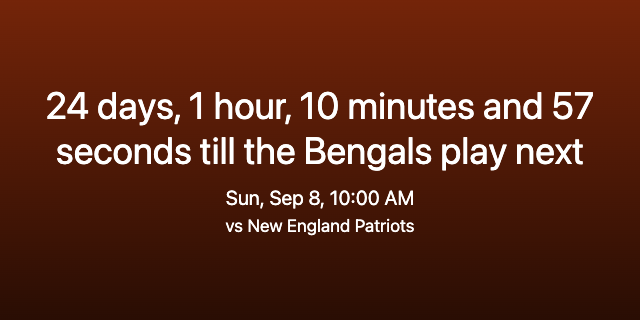 24 days, 1 hour, 10 minutes and 57
seconds till the Bengals play next
Sun, Sep 8, 10:00 AM
vs New England Patriots